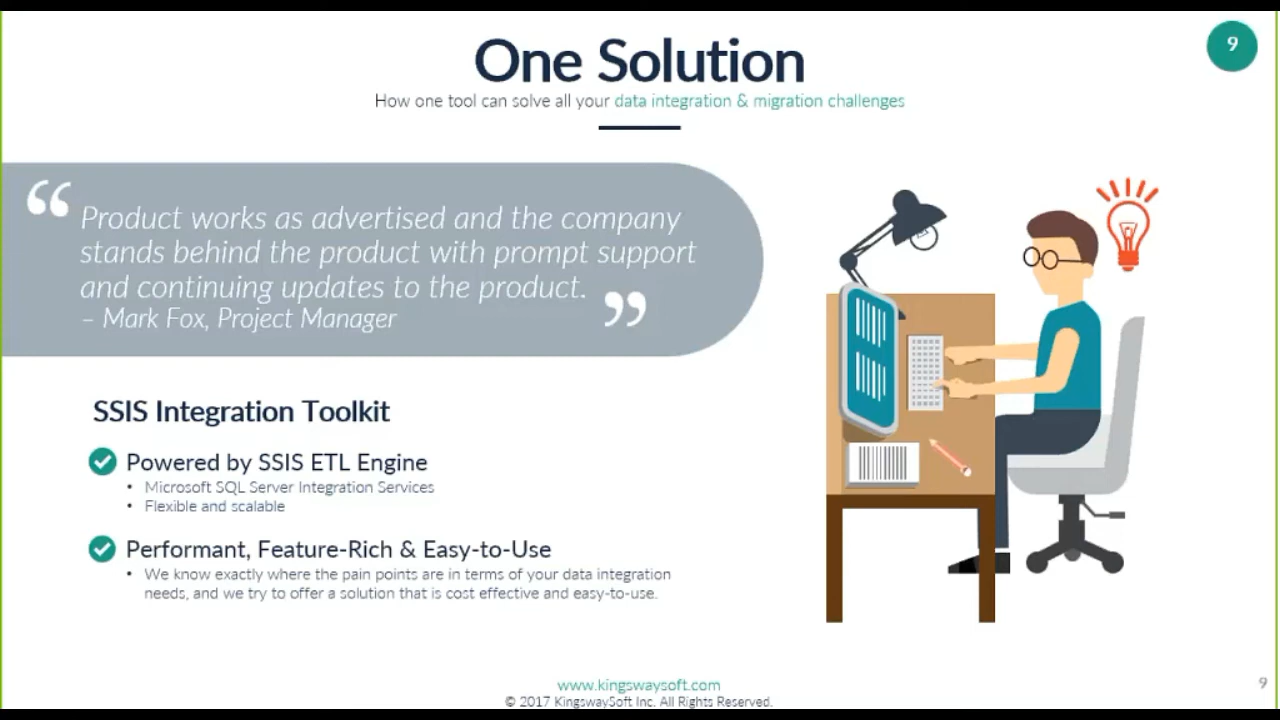 One Solution
9
How one tool can solve all your data integration & migration challenges
“ Product works as advertised and the company
stands behind the product with prompt support
and continuing updates to the product. ”
– Mark Fox, Project Manager
SSIS Integration Toolkit
Powered by SSIS ETL Engine
• Microsoft SQL Server Integration Services
• Flexible and scalable
Performant, Feature-Rich & Easy-to-Use
• We know exactly where the pain points are in terms of your data integration
needs, and we try to offer a solution that is cost effective and easy-to-use.
www.kingswaysoft.com
9
© 2017 KingswaySoft Inc. All Rights Reserved.